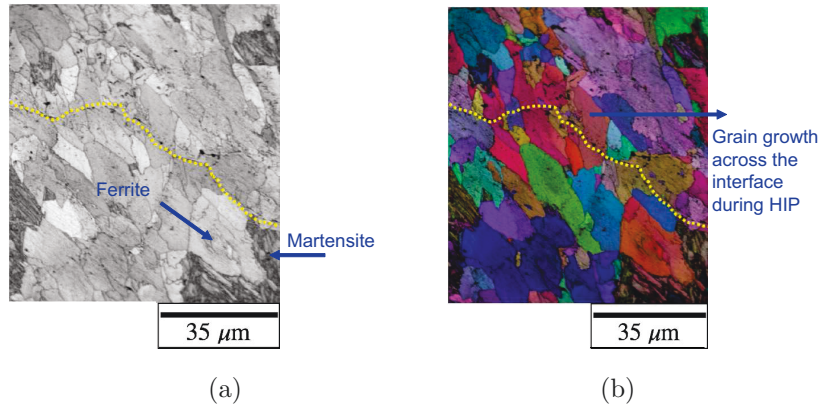 Ferrite
Martensite
35 μm
(a)
Grain growth
across the
interface
during HIP
35 μm
(b)